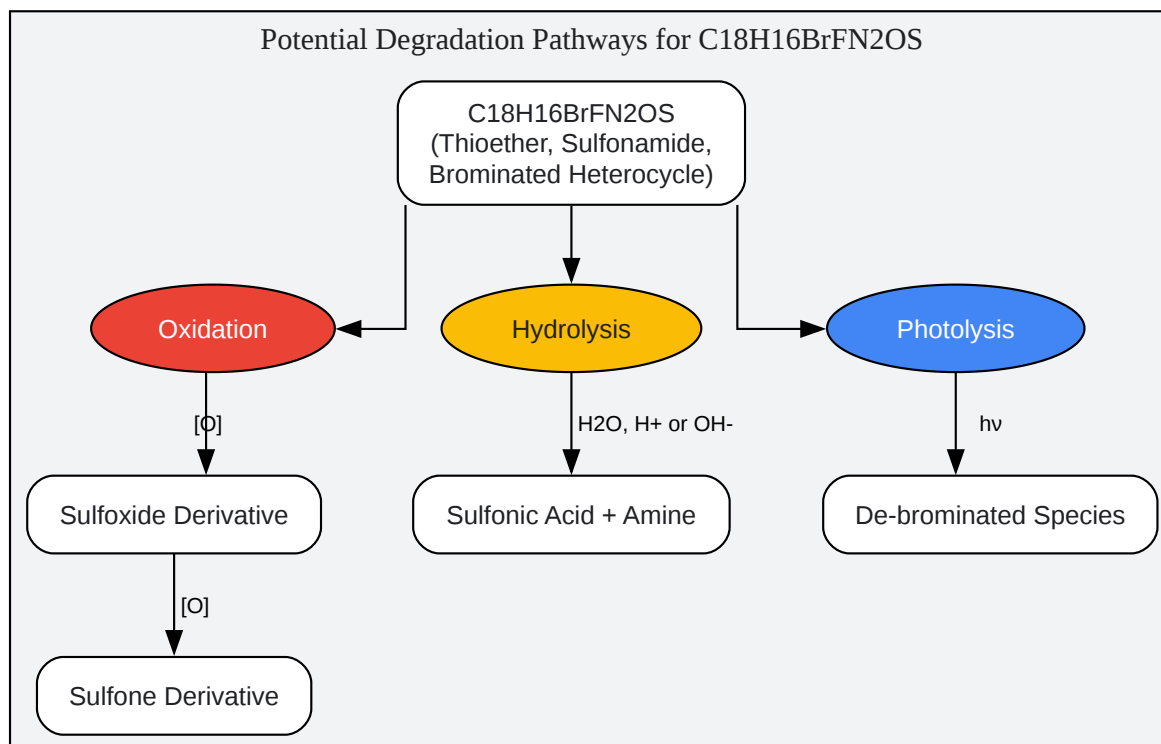 Potential Degradation Pathways for C18H16BrFN2OS
C18H16BrFN2OS
(Thioether, Sulfonamide,
Brominated Heterocycle)
Oxidation
Hydrolysis
Photolysis
[O]
H2O, H+ or OH-
hν
Sulfoxide Derivative
Sulfonic Acid + Amine
De-brominated Species
[O]
Sulfone Derivative